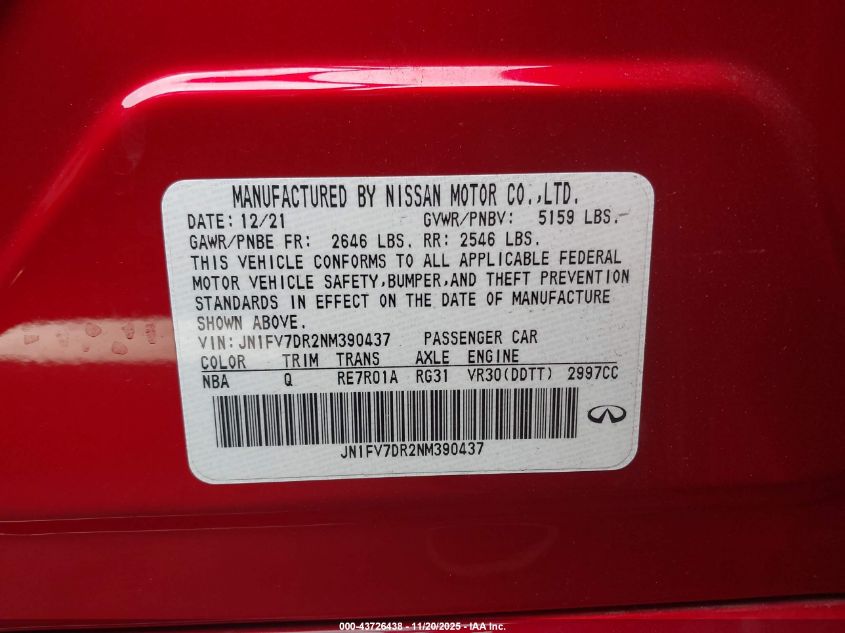 MANUFACTURED BY NISSAN MOTOR CO.,LTD.
DATE: 12/21 GVWR/PNBV: 5159 LBS.
GAWR/PNBE FR: 2646 LBS. RR: 2546 LBS.
THIS VEHICLE CONFORMS TO ALL APPLICABLE FEDERAL
MOTOR VEHICLE SAFETY,BUMPER,AND THEFT PREVENTION
STANDARDS IN EFFECT ON THE DATE OF MANUFACTURE
SHOWN ABOVE.
VIN: JN1FV7DR2NM390437 PASSENGER CAR
COLOR TRIM TRANS AXLE ENGINE
NBA Q RE7R01A RG31 VR30(DDTT) 2997CC
JN1FV7DR2NM390437
000-43726438 - 11/20/2025 - IAA Inc.